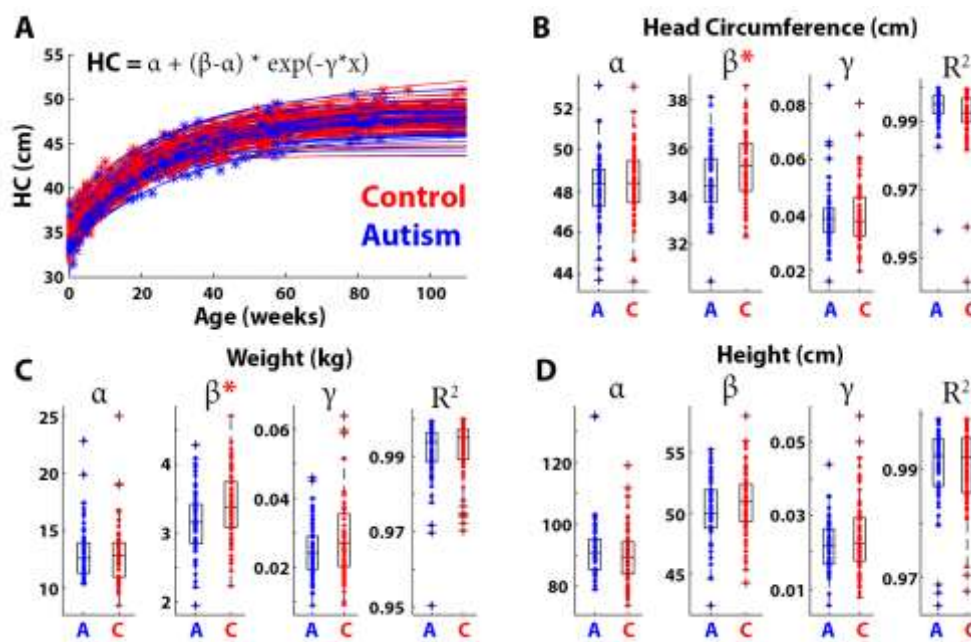 A
HC = α + (β-α) * exp(-γ*x)
55
50
45
40
35
30
HC (cm)
0 20 40 60 80 100
Age (weeks)
Control
Autism
B
Head Circumference (cm)
α β* γ R²
52
50
48
46
44
38
36
34
32
0.08
0.06
0.04
0.02
0.99
0.97
0.95
A C A C A C A C
C
Weight (kg)
α β* γ R²
25
20
15
10
4
3
2
0.06
0.04
0.02
0.99
0.97
0.95
A C A C A C A C
D
Height (cm)
α β γ R²
120
100
80
55
50
45
0.05
0.03
0.01
0.99
0.97
A C A C A C A C